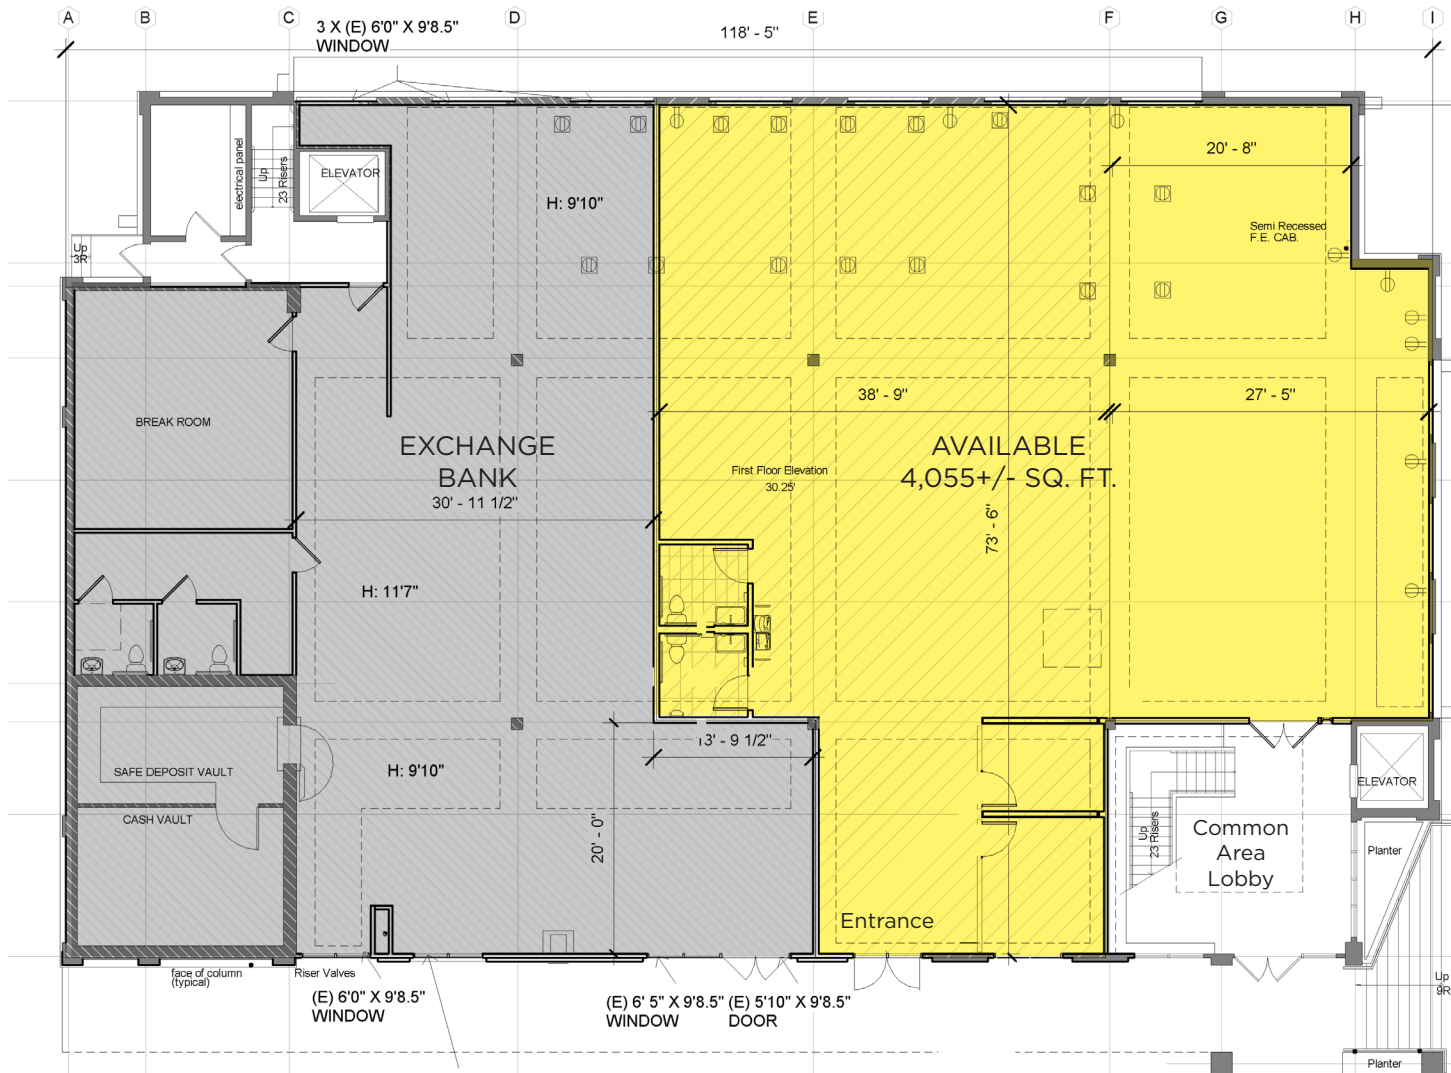 A B C D E F G H I
3 X (E) 6'0" X 9'8.5"
WINDOW
118' - 5"
electrical panel
Up
23 Risers
ELEVATOR
H: 9'10"
20' - 8"
Semi Recessed
F.E. CAB.
Up
3R
BREAK ROOM
EXCHANGE
BANK
30' - 11 1/2"
38' - 9"
27' - 5"
AVAILABLE
4,055+/- SQ. FT.
First Floor Elevation
30.25'
73' - 6"
H: 11'7"
SAFE DEPOSIT VAULT
CASH VAULT
H: 9'10"
13' - 9 1/2"
20' - 0"
Entrance
Up
23 Risers
Common
Area
Lobby
ELEVATOR
Planter
face of column
(typical)
Riser Valves
(E) 6'0" X 9'8.5"
WINDOW
(E) 6' 5" X 9'8.5"
WINDOW
(E) 5'10" X 9'8.5"
DOOR
Up
9R
Planter